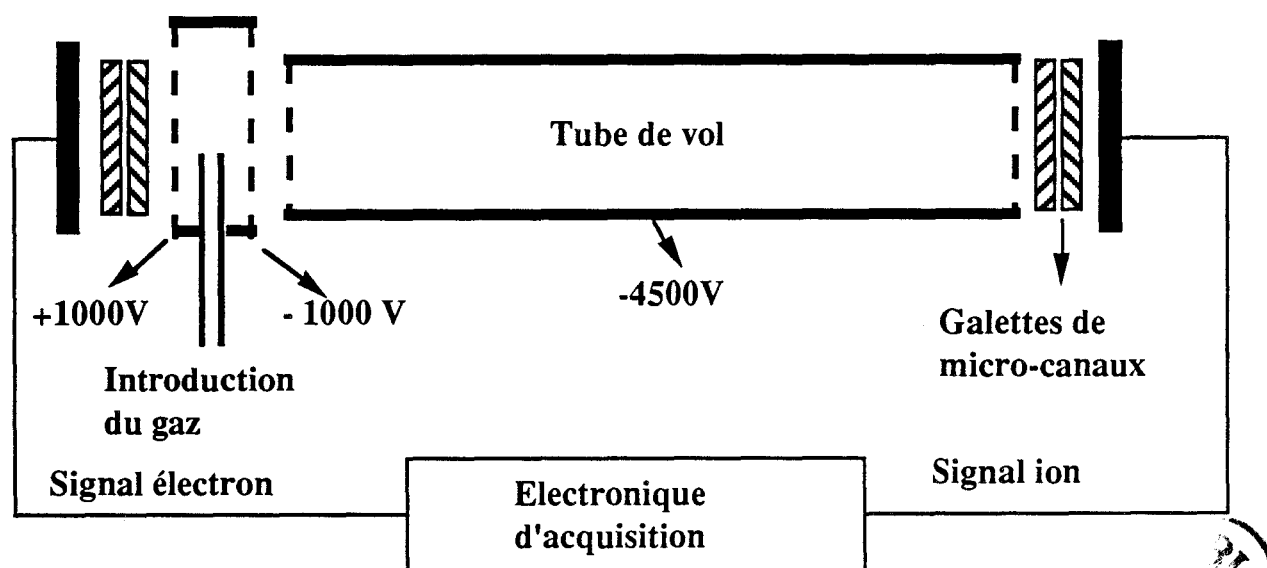 Tube de vol
+1000V
- 1000 V
-4500V
Introduction
du gaz
Galettes de
micro-canaux
Signal électron
Signal ion
Electronique
d'acquisition